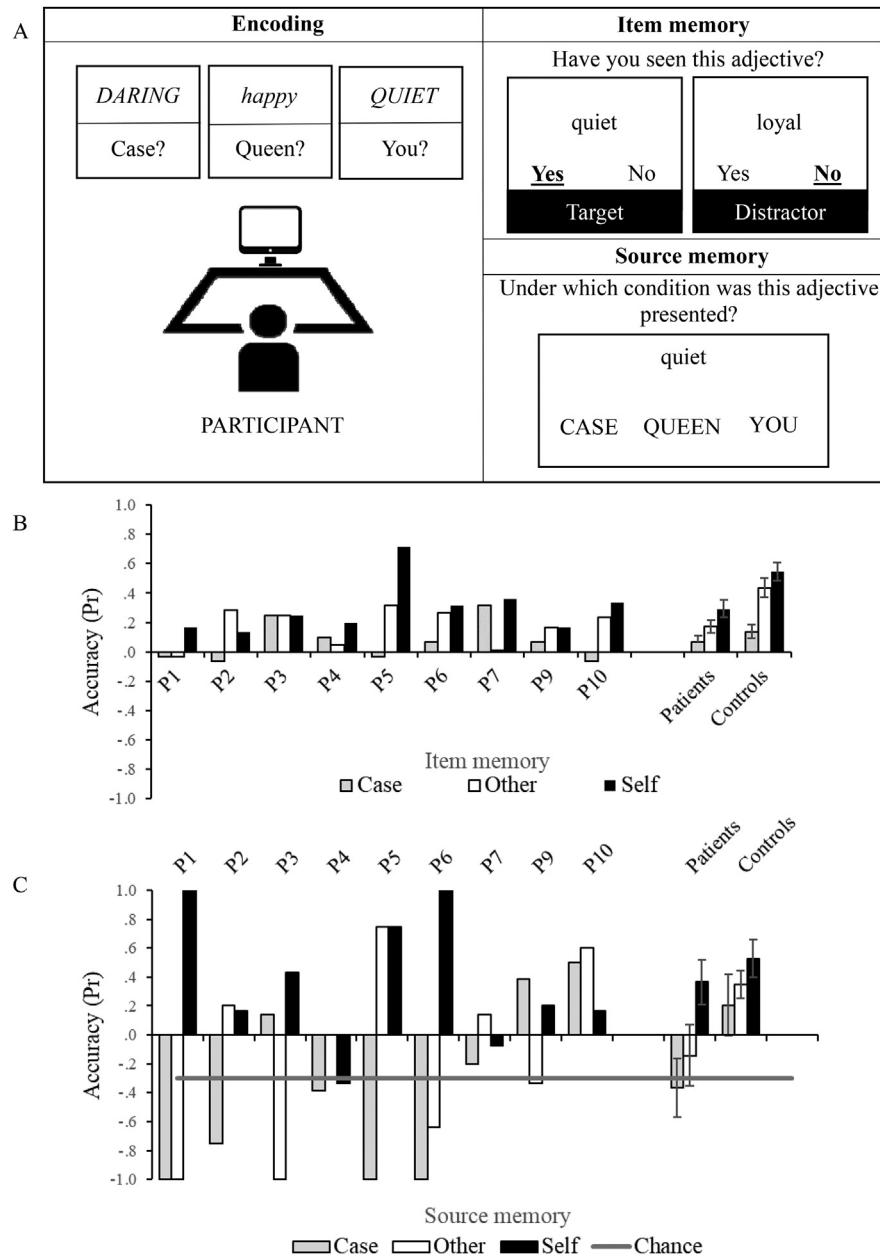 A
Encoding
Item memory
DARING happy QUIET
Case? Queen? You?
PARTICIPANT
Have you seen this adjective?
quiet loyal
Yes No Yes No
Target Distractor
Source memory
Under which condition was this adjective
presented?
quiet
CASE QUEEN YOU
B
1.0
.8
.6
.4
.2
.0
-.2
-.4
-.6
-.8
-1.0
Accuracy (Pr)
P1 P2 P3 P4 P5 P6 P7 P9 P10 Patients Controls
Item memory
Case Other Self
C
P1 P2 P3 P4 P5 P6 P7 P9 P10 Patients Controls
1.0
.8
.6
.4
.2
.0
-.2
-.4
-.6
-.8
-1.0
Accuracy (Pr)
Source memory
Case Other Self Chance